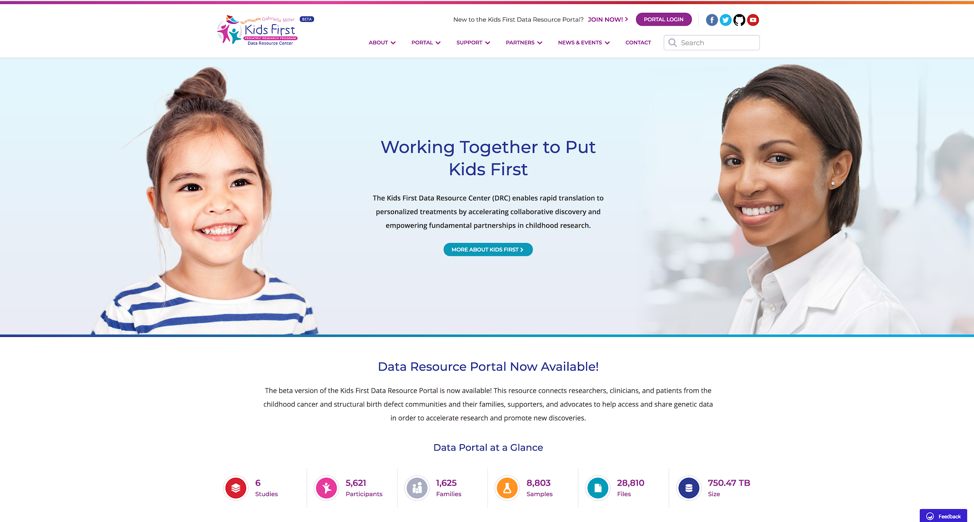 Gabriella Miller
Kids First
PEDIATRIC RESEARCH PROGRAM
Data Resource Center
BETA
New to the Kids First Data Resource Portal? JOIN NOW!
PORTAL LOGIN
ABOUT
PORTAL
SUPPORT
PARTNERS
NEWS & EVENTS
CONTACT
Search
Working Together to Put
Kids First
The Kids First Data Resource Center (DRC) enables rapid translation to
personalized treatments by accelerating collaborative discovery and
empowering fundamental partnerships in childhood research.
MORE ABOUT KIDS FIRST
Data Resource Portal Now Available!
The beta version of the Kids First Data Resource Portal is now available! This resource connects researchers, clinicians, and patients from the
childhood cancer and structural birth defect communities and their families, supporters, and advocates to help access and share genetic data
in order to accelerate research and promote new discoveries.
Data Portal at a Glance
6
Studies
5,621
Participants
1,625
Families
8,803
Samples
28,810
Files
750.47 TB
Size
Feedback